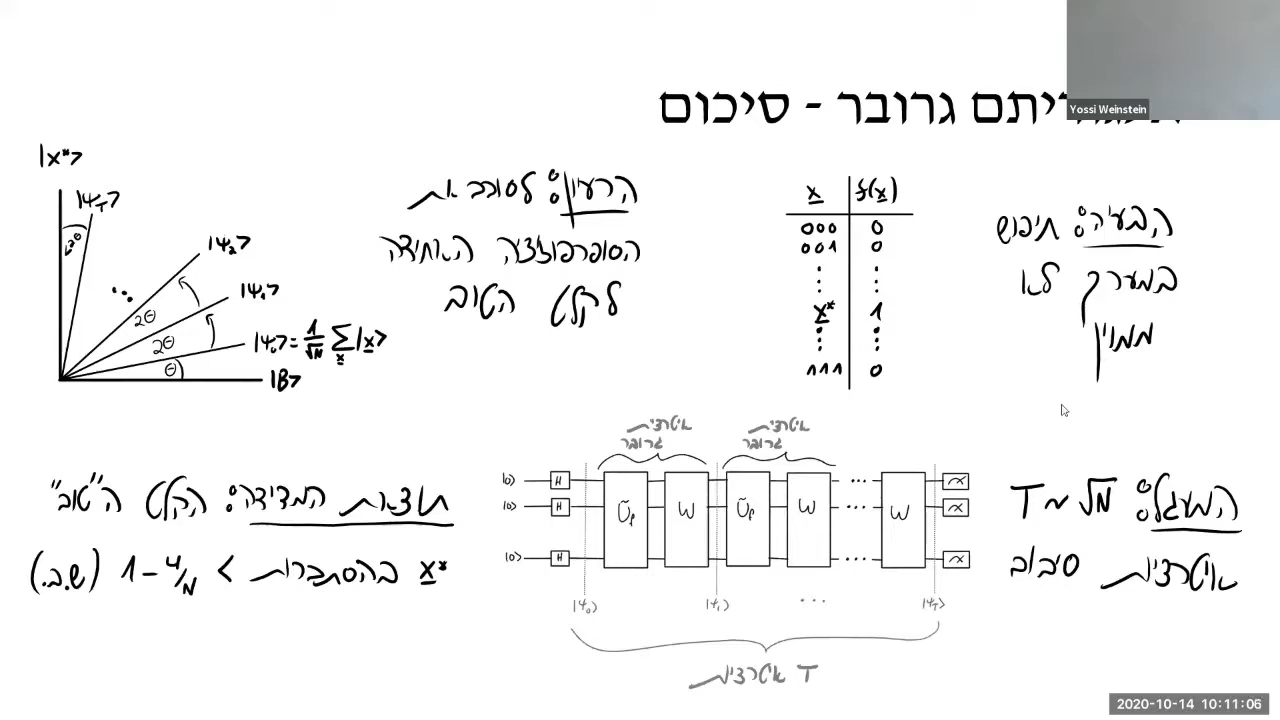 Yossi Weinstein
אלגוריתם גרובר - סיכום
הבעיה: חיפוש
במערך לא
ממוין
x f(x)
000 0
001 0
⋮ ⋮
x* 1
⋮ ⋮
111 0
הרעיון: לסובב את
הסופרפוזיציה האחידה
לקלט הטוב
|x*>
|ψT>
2θ
|ψ2>
...
|ψ1>
2θ
2θ
|ψ0> = 1/√N Σx |x>
θ
|B>
המעגל: T ~ √N
איטרציות סיבוב
איטרציית
גרובר
איטרציית
גרובר
|0> H Ũf W Ũf W ... W
|0> H
|0> H
|ψ0> |ψ1> ... |ψT>
T איטרציות
תוצאת המדידה: הקלט ה"טוב"
x* בהסתברות > 1 - 4/N (ש.ב.)
2020-10-14 10:11:06